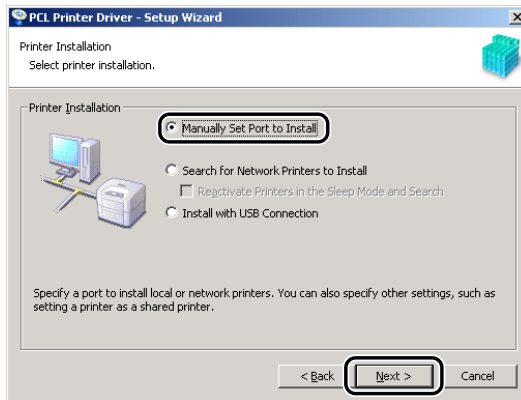 PCL Printer Driver - Setup Wizard
Printer Installation
Select printer installation.
Printer Installation
Manually Set Port to Install
Search for Network Printers to Install
Reactivate Printers in the Sleep Mode and Search
Install with USB Connection
Specify a port to install local or network printers. You can also specify other settings, such as
setting a printer as a shared printer.
< Back
Next >
Cancel